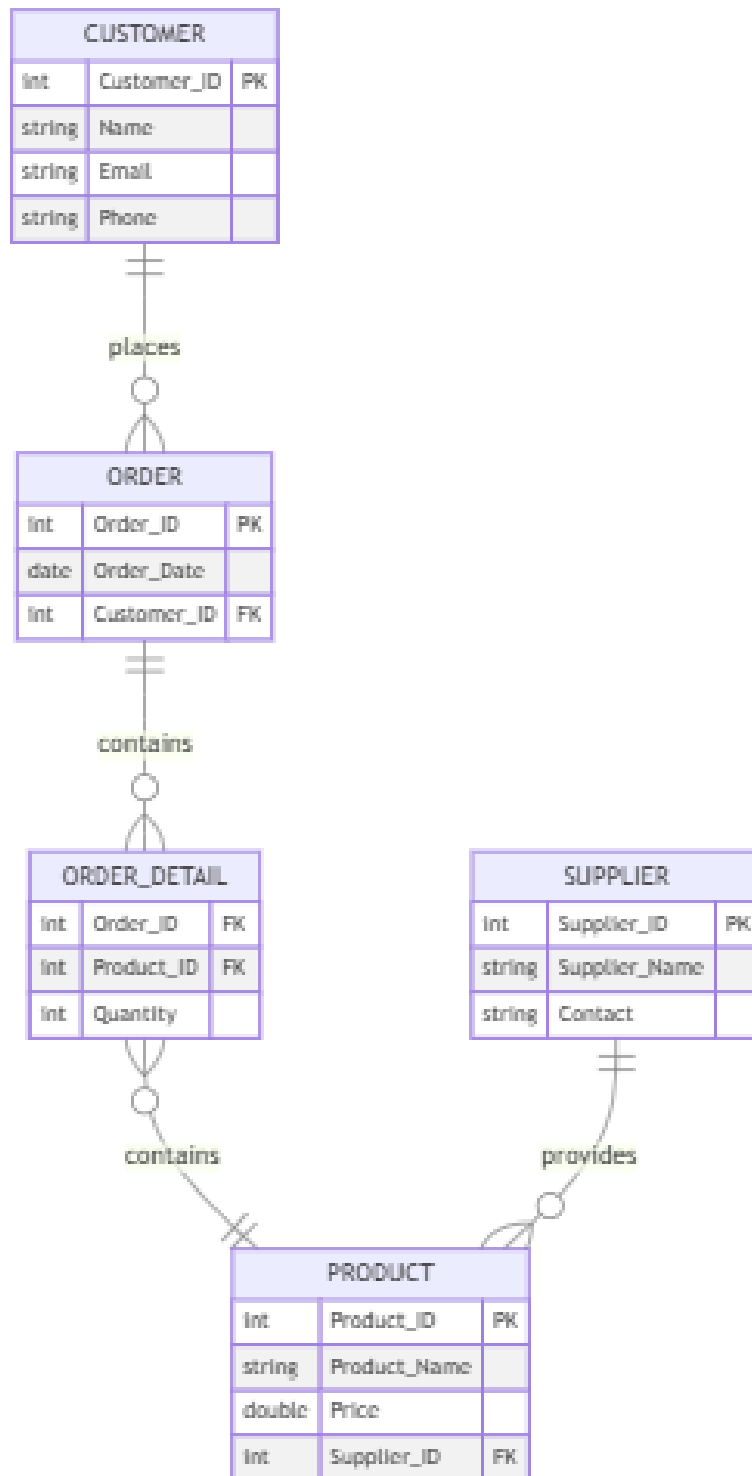 CUSTOMER
int Customer_ID PK
string Name
string Email
string Phone
places
ORDER
int Order_ID PK
date Order_Date
int Customer_ID FK
contains
ORDER_DETAIL
int Order_ID FK
int Product_ID FK
int Quantity
SUPPLIER
int Supplier_ID PK
string Supplier_Name
string Contact
contains
provides
PRODUCT
int Product_ID PK
string Product_Name
double Price
int Supplier_ID FK